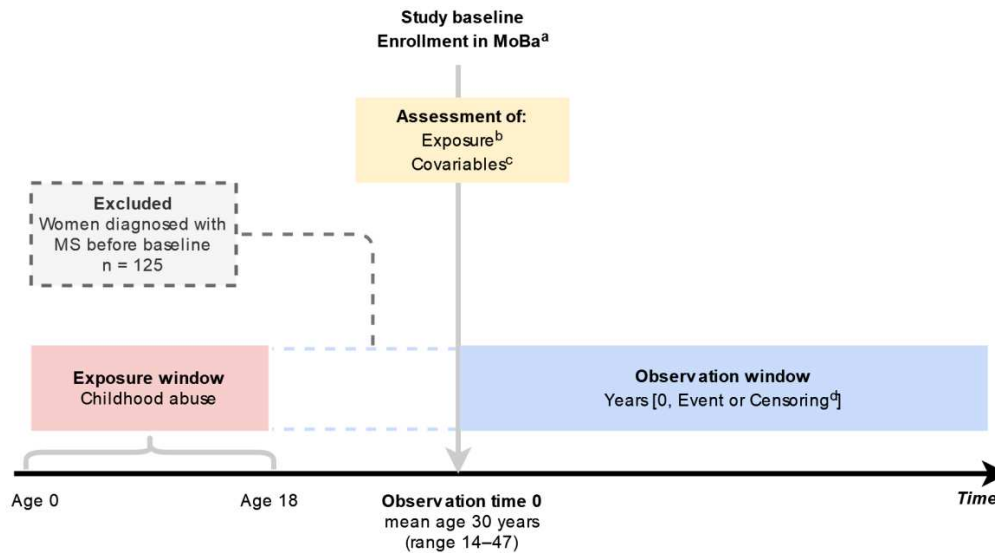 Study baseline
Enrollment in MoBaᵃ
Assessment of:
Exposureᵇ
Covariablesᶜ
Excluded
Women diagnosed with
MS before baseline
n = 125
Exposure window
Childhood abuse
Observation window
Years [0, Event or Censoringᵈ]
Age 0
Age 18
Observation time 0
mean age 30 years
(range 14–47)
Time